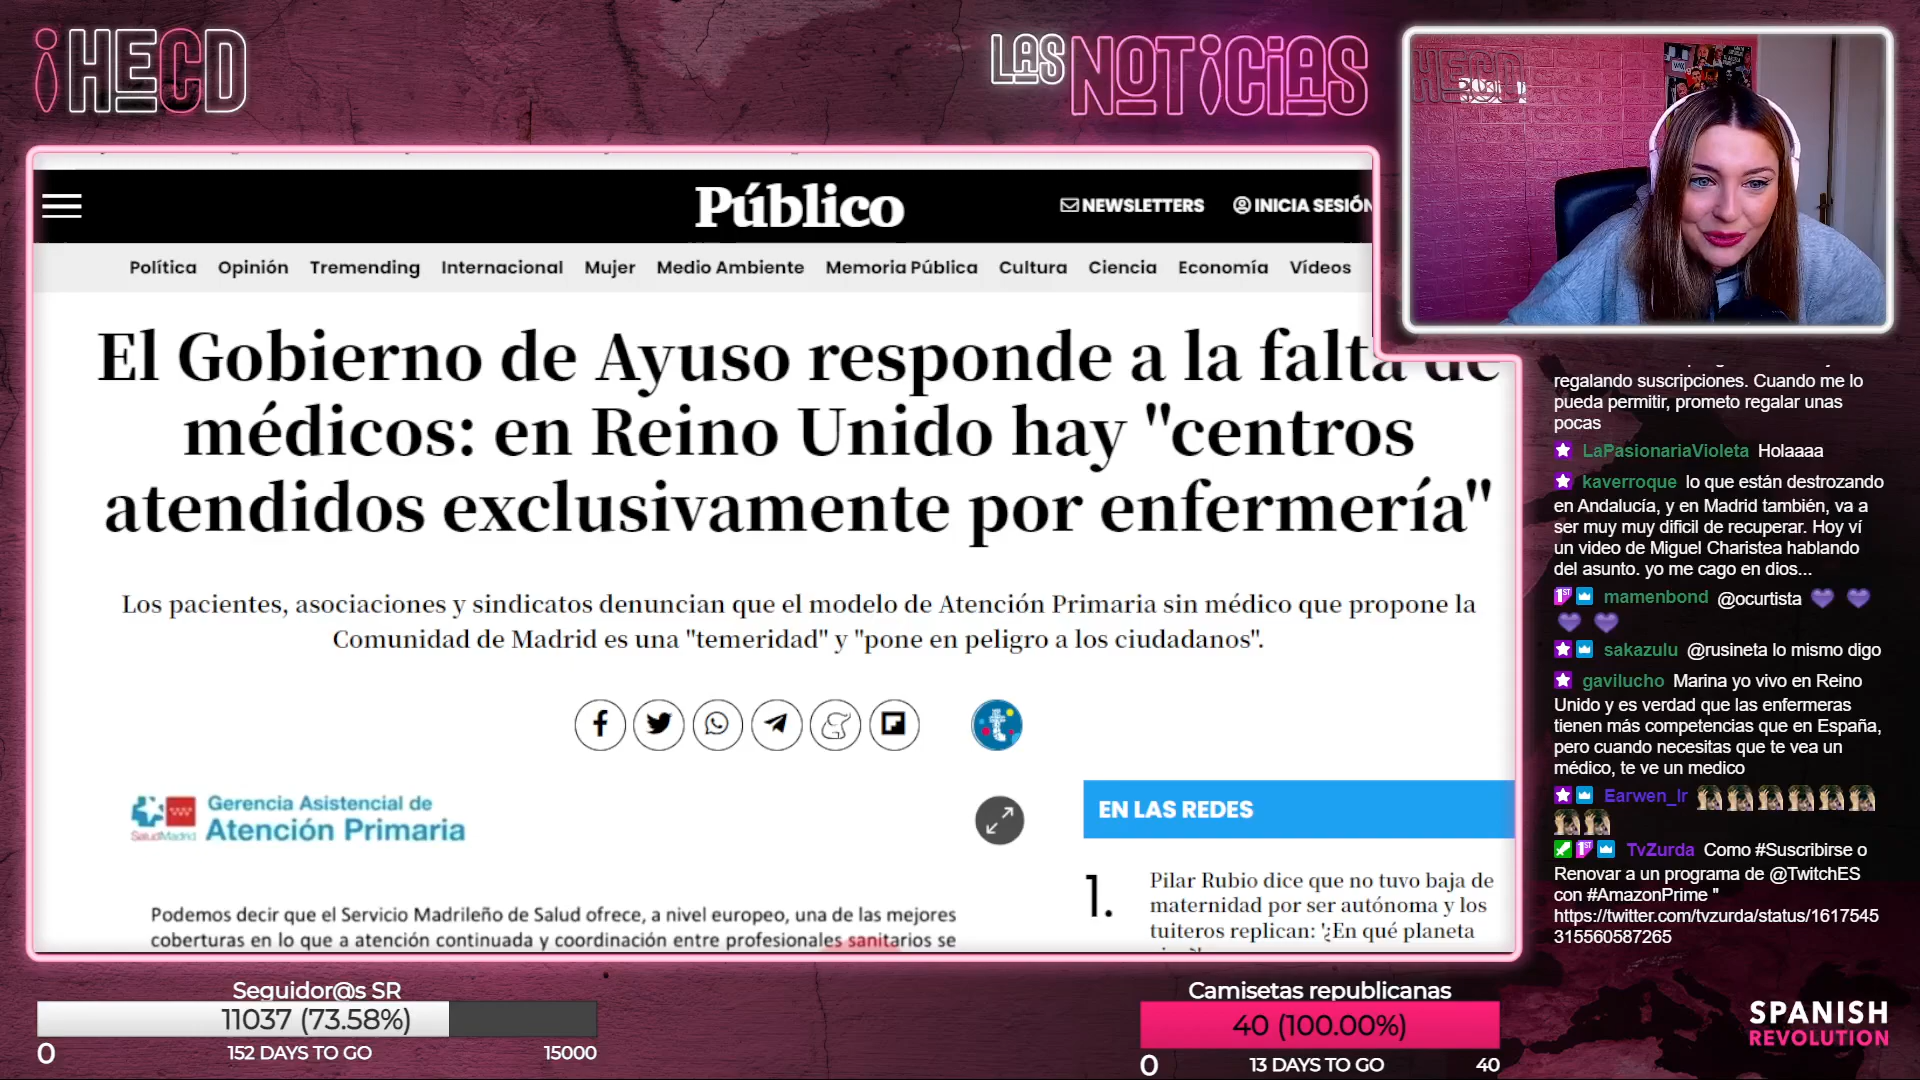 ¡HECD
LAS NOTICIAS
HECD
Público
NEWSLETTERS
INICIA SESIÓN
Política Opinión Tremending Internacional Mujer Medio Ambiente Memoria Pública Cultura Ciencia Economía Vídeos
El Gobierno de Ayuso responde a la falta de
médicos: en Reino Unido hay "centros
atendidos exclusivamente por enfermería"
Los pacientes, asociaciones y sindicatos denuncian que el modelo de Atención Primaria sin médico que propone la
Comunidad de Madrid es una "temeridad" y "pone en peligro a los ciudadanos".
SaludMadrid
Gerencia Asistencial de
Atención Primaria
Podemos decir que el Servicio Madrileño de Salud ofrece, a nivel europeo, una de las mejores
coberturas en lo que a atención continuada y coordinación entre profesionales sanitarios se
EN LAS REDES
1.
Pilar Rubio dice que no tuvo baja de
maternidad por ser autónoma y los
tuiteros replican: '¿En qué planeta
regalando suscripciones. Cuando me lo
pueda permitir, prometo regalar unas
pocas
LaPasionariaVioleta Holaaaa
kaverroque lo que están destrozando
en Andalucía, y en Madrid también, va a
ser muy muy dificil de recuperar. Hoy ví
un video de Miguel Charistea hablando
del asunto. yo me cago en dios...
1ST mamenbond @ocurtista
sakazulu @rusineta lo mismo digo
gavilucho Marina yo vivo en Reino
Unido y es verdad que las enfermeras
tienen más competencias que en España,
pero cuando necesitas que te vea un
médico, te ve un medico
Earwen_Ir
1ST TvZurda Como #Suscribirse o
Renovar a un programa de @TwitchES
con #AmazonPrime "
https://twitter.com/tvzurda/status/1617545
315560587265
Seguidor@s SR
11037 (73.58%)
0 152 DAYS TO GO 15000
Camisetas republicanas
40 (100.00%)
0 13 DAYS TO GO 40
SPANISH
REVOLUTION